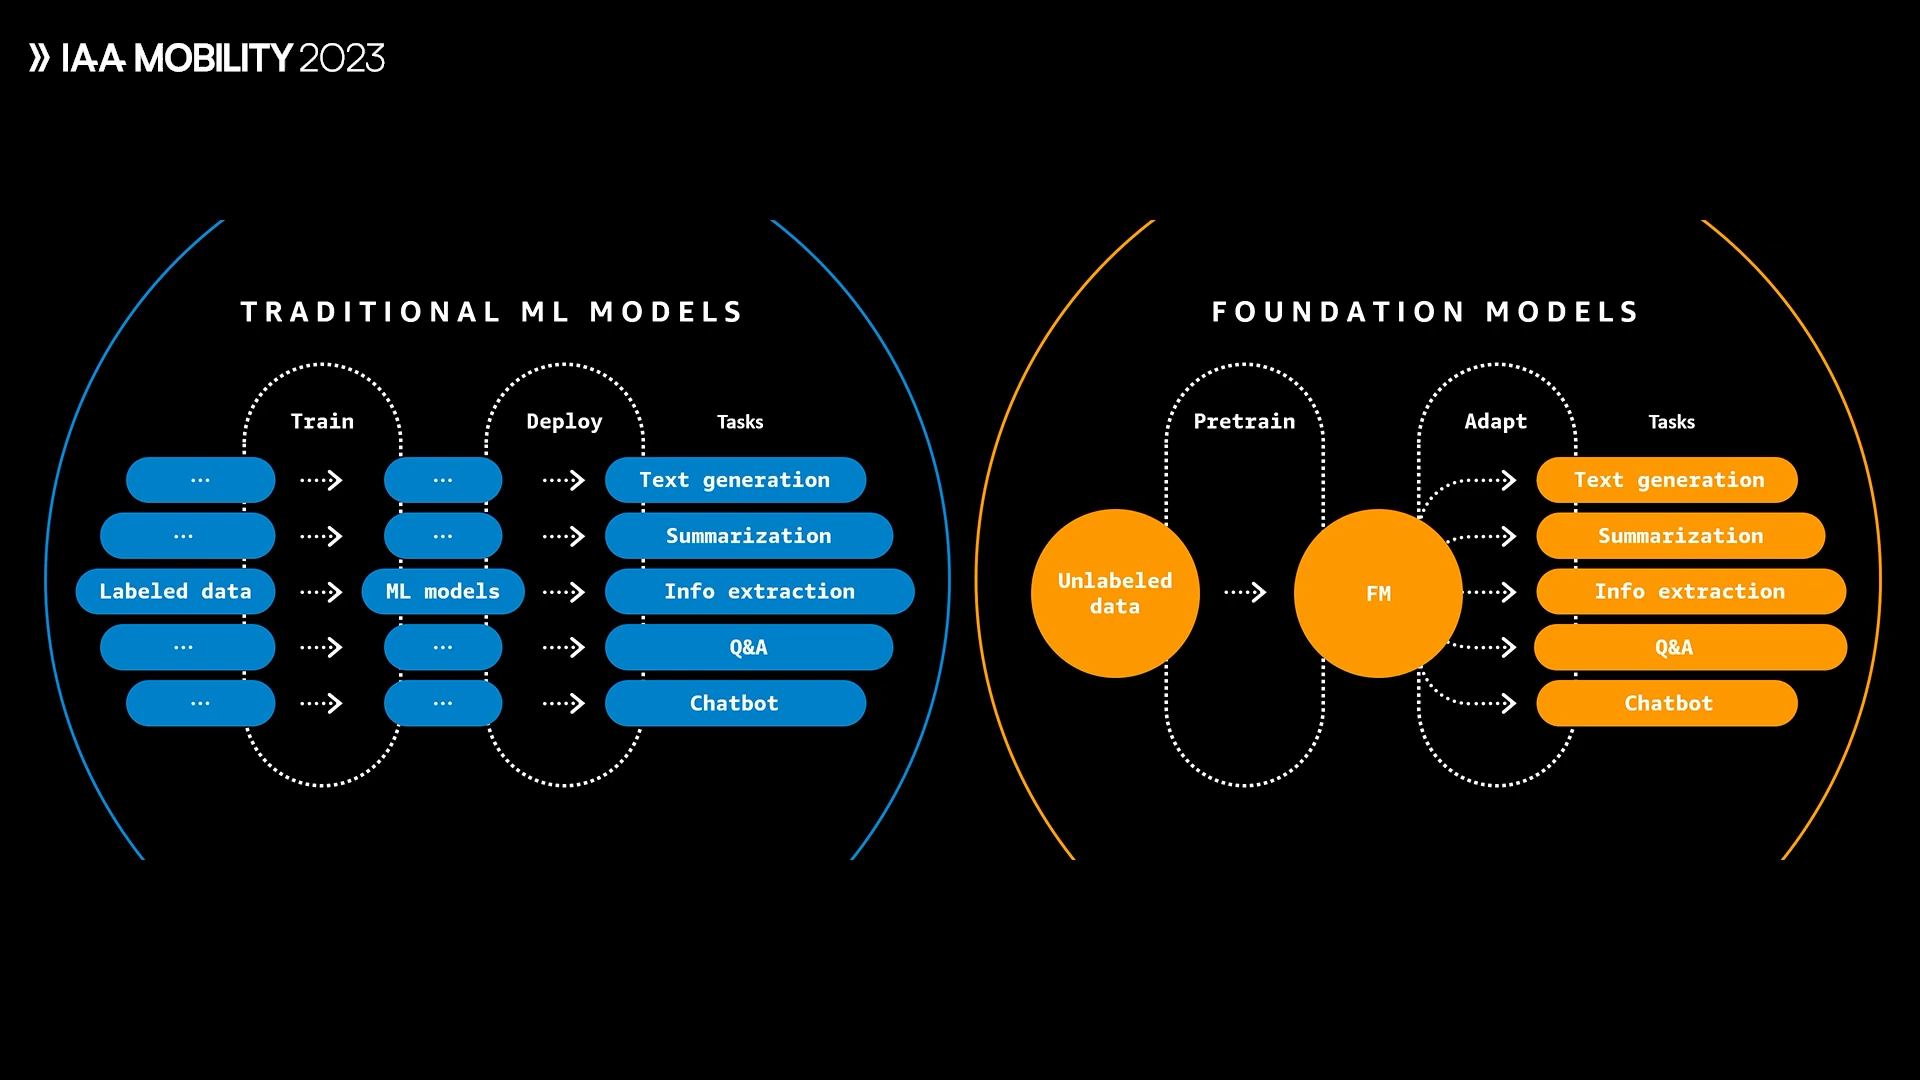 IAA MOBILITY 2023
TRADITIONAL ML MODELS
Train
Deploy
Tasks
...
...
Text generation
...
...
Summarization
Labeled data
ML models
Info extraction
...
...
Q&A
...
...
Chatbot
FOUNDATION MODELS
Pretrain
Adapt
Tasks
Unlabeled
data
FM
Text generation
Summarization
Info extraction
Q&A
Chatbot